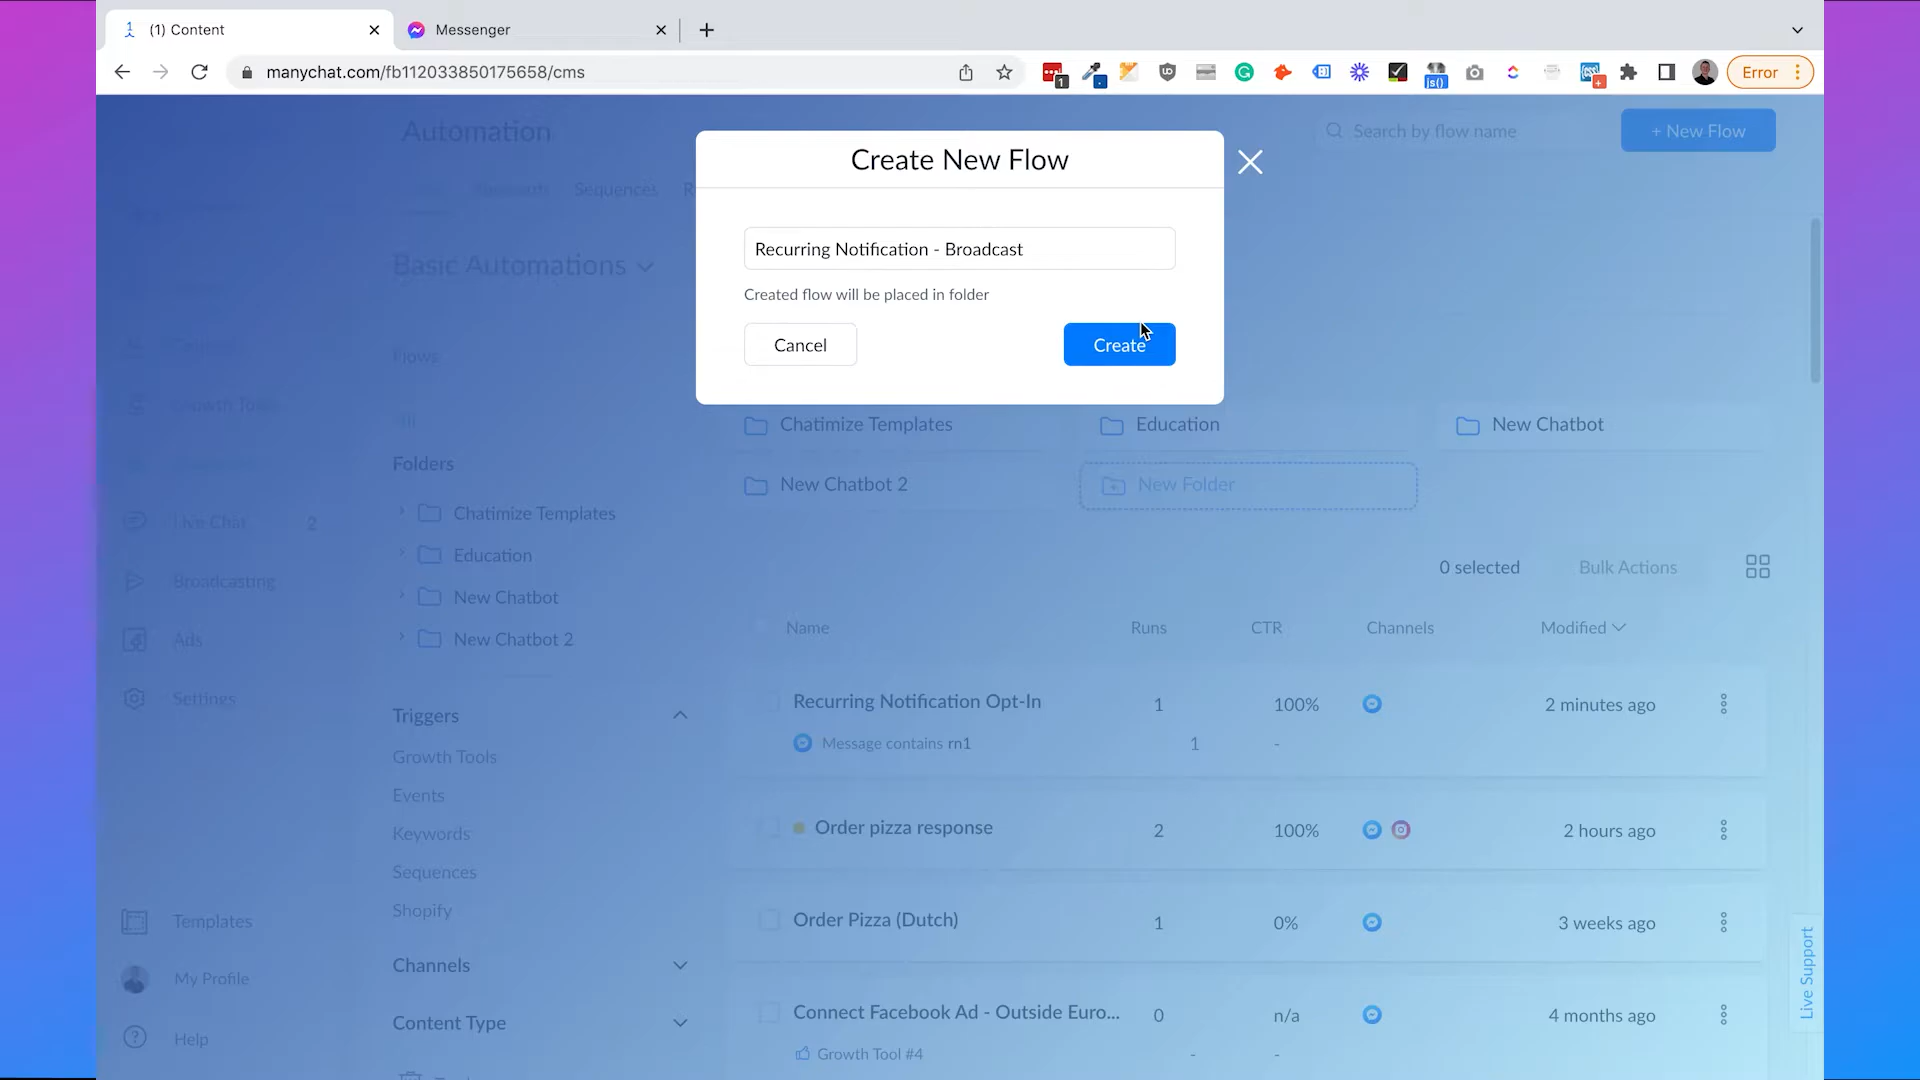 (1) Content
Messenger
manychat.com/fb112033850175658/cms
1
js()
Error
Automation
Search by flow name
+ New Flow
Keywords
Sequences
R
Create New Flow
Recurring Notification - Broadcast
Created flow will be placed in folder
Cancel
Create
Basic Automations
Flows
All
Growth Tools
Folders
Chatimize Templates
Education
New Chatbot
New Chatbot 2
New Folder
Live Chat 2
Broadcasting
Ads
Settings
Chatimize Templates
Education
New Chatbot
New Chatbot 2
0 selected
Bulk Actions
Name
Runs
CTR
Channels
Modified
Triggers
Growth Tools
Events
Keywords
Sequences
Shopify
Channels
Content Type
Recurring Notification Opt-In 1 100% 2 minutes ago
Message contains rn1 1 -
Order pizza response 2 100% 2 hours ago
Order Pizza (Dutch) 1 0% 3 weeks ago
Connect Facebook Ad - Outside Euro... 0 n/a 4 months ago
Growth Tool #4 - -
Templates
My Profile
Help
Live Support